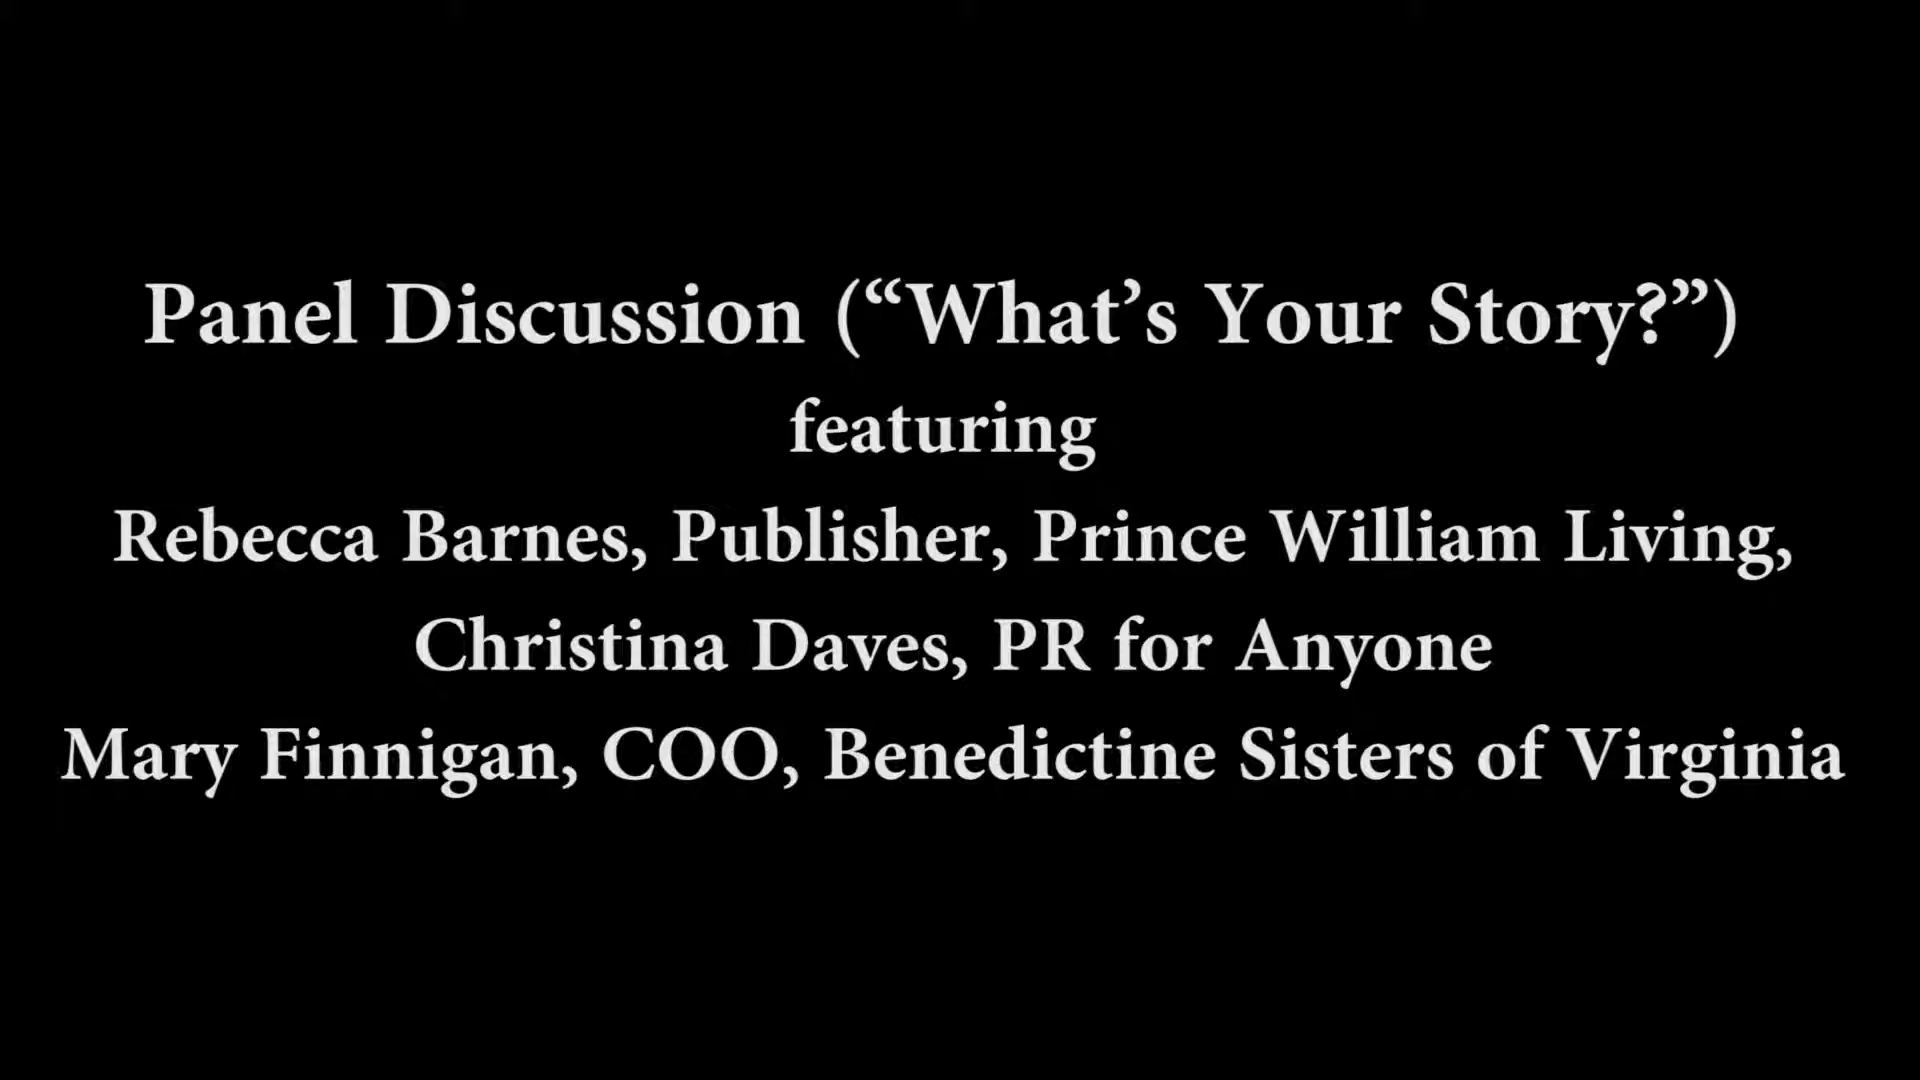 Panel Discussion (“What’s Your Story?”)
featuring
Rebecca Barnes, Publisher, Prince William Living,
Christina Daves, PR for Anyone
Mary Finnigan, COO, Benedictine Sisters of Virginia